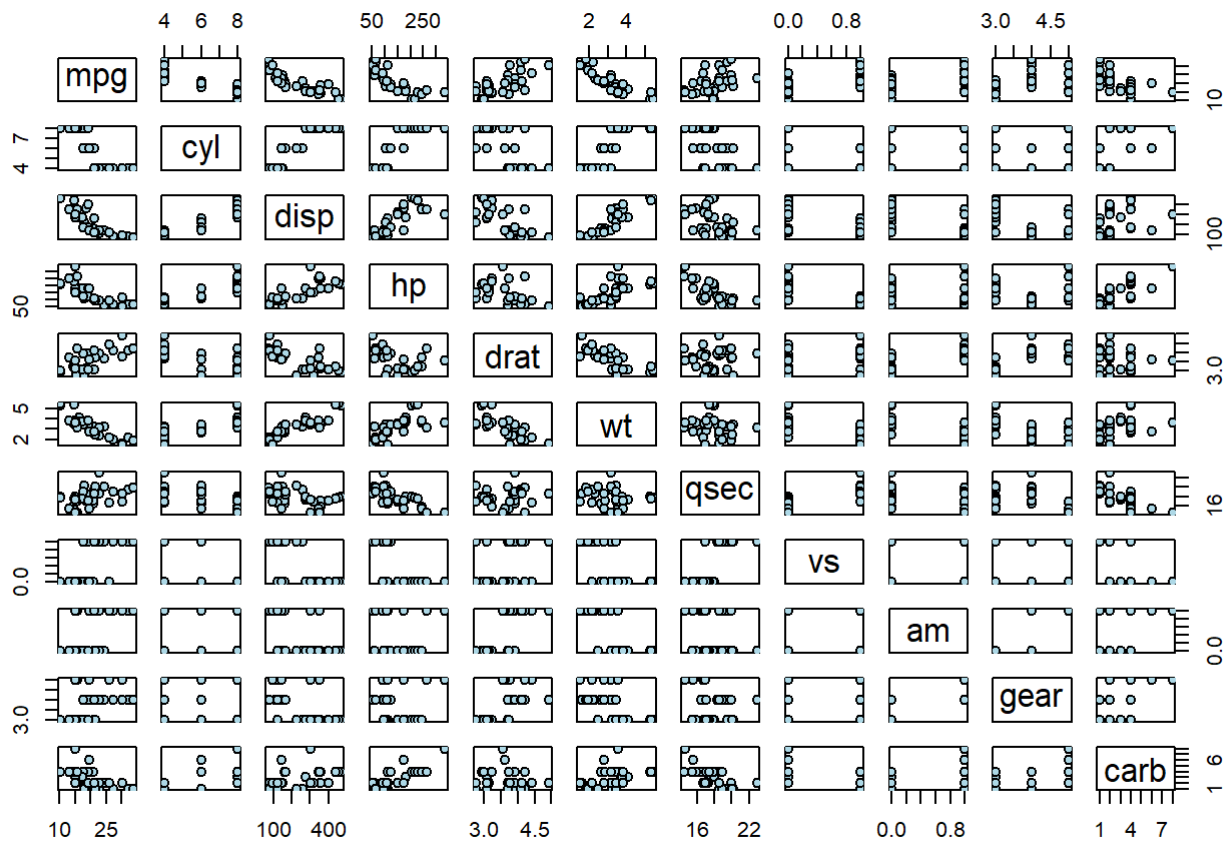 4 6 8 50 250 2 4 0.0 0.8 3.0 4.5
mpg 10
4 7 cyl
disp 100
50 hp
drat 3.0
2 5 wt
qsec 16
0.0 vs
am 0.0
3.0 gear
carb 1 6
10 25 100 400 3.0 4.5 16 22 0.0 0.8 1 4 7